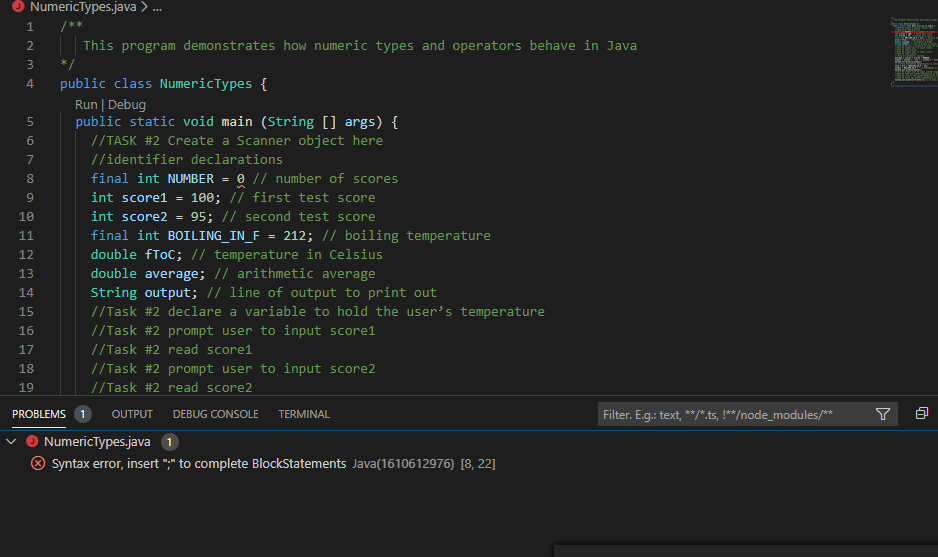 NumericTypes.java > ...
1 /**
2 This program demonstrates how numeric types and operators behave in Java
3 */
4 public class NumericTypes {
Run | Debug
5 public static void main (String [] args) {
6 //TASK #2 Create a Scanner object here
7 //identifier declarations
8 final int NUMBER = 0 // number of scores
9 int score1 = 100; // first test score
10 int score2 = 95; // second test score
11 final int BOILING_IN_F = 212; // boiling temperature
12 double fToC; // temperature in Celsius
13 double average; // arithmetic average
14 String output; // line of output to print out
15 //Task #2 declare a variable to hold the user’s temperature
16 //Task #2 prompt user to input score1
17 //Task #2 read score1
18 //Task #2 prompt user to input score2
19 //Task #2 read score2
PROBLEMS 1 OUTPUT DEBUG CONSOLE TERMINAL Filter. E.g.: text, **/*.ts, !**/node_modules/**
NumericTypes.java 1
Syntax error, insert ";" to complete BlockStatements Java(1610612976) [8, 22]